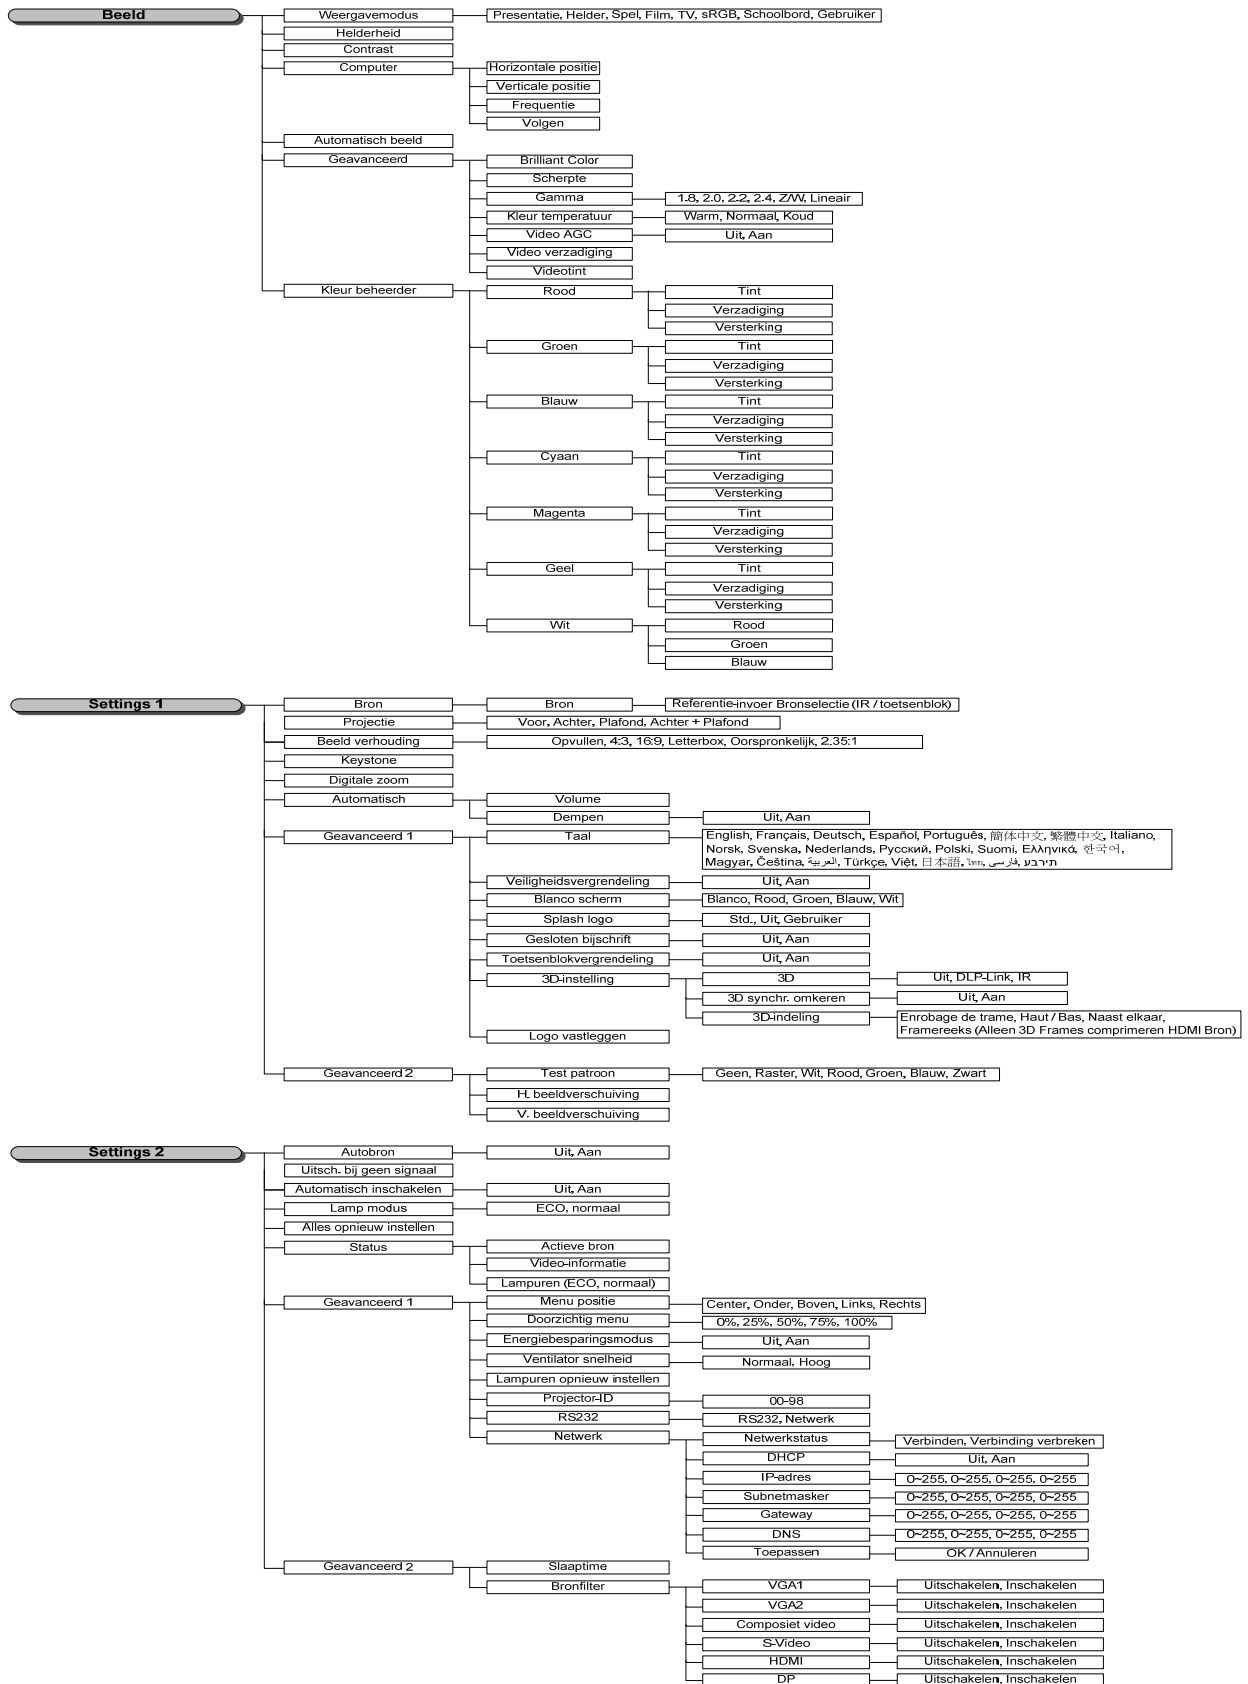 Beeld
Weergavemodus
Presentatie, Helder, Spel, Film, TV, sRGB, Schoolbord, Gebruiker
Helderheid
Contrast
Computer
Horizontale positie
Verticale positie
Frequentie
Volgen
Automatisch beeld
Geavanceerd
Brilliant Color
Scherpte
Gamma
1.8, 2.0, 2.2, 2.4, Z/W, Lineair
Kleur temperatuur
Warm, Normaal, Koud
Video AGC
Uit, Aan
Video verzadiging
Videotint
Kleur beheerder
Rood
Tint
Verzadiging
Versterking
Groen
Tint
Verzadiging
Versterking
Blauw
Tint
Verzadiging
Versterking
Cyaan
Tint
Verzadiging
Versterking
Magenta
Tint
Verzadiging
Versterking
Geel
Tint
Verzadiging
Versterking
Wit
Rood
Groen
Blauw
Settings 1
Bron
Bron
Referentie-invoer Bronselectie (IR / toetsenblok)
Projectie
Voor, Achter, Plafond, Achter + Plafond
Beeld verhouding
Opvullen, 4:3, 16:9, Letterbox, Oorspronkelijk, 2.35:1
Keystone
Digitale zoom
Automatisch
Volume
Dempen
Uit, Aan
Geavanceerd 1
Taal
English, Français, Deutsch, Español, Português, 簡体中文, 繁體中文, Italiano,
Norsk, Svenska, Nederlands, Русский, Polski, Suomi, Ελληνικά, 한국어,
Magyar, Čeština, العربية, Türkçe, Việt, 日本語, ไทย, فارسی, תירבע
Veiligheidsvergrendeling
Uit, Aan
Blanco scherm
Blanco, Rood, Groen, Blauw, Wit
Splash logo
Std., Uit, Gebruiker
Gesloten bijschrift
Uit, Aan
Toetsenblokvergrendeling
Uit, Aan
3D-instelling
3D
Uit, DLP-Link, IR
3D synchr. omkeren
Uit, Aan
3D-indeling
Enrobage de trame, Haut / Bas, Naast elkaar,
Framereeks (Alleen 3D Frames comprimeren HDMI Bron)
Logo vastleggen
Geavanceerd 2
Test patroon
Geen, Raster, Wit, Rood, Groen, Blauw, Zwart
H. beeldverschuiving
V. beeldverschuiving
Settings 2
Autobron
Uit, Aan
Uitsch. bij geen signaal
Automatisch inschakelen
Uit, Aan
Lamp modus
ECO, normaal
Alles opnieuw instellen
Status
Actieve bron
Video-informatie
Lampuren (ECO, normaal)
Geavanceerd 1
Menu positie
Center, Onder, Boven, Links, Rechts
Doorzichtig menu
0%, 25%, 50%, 75%, 100%
Energiebesparingsmodus
Uit, Aan
Ventilator snelheid
Normaal, Hoog
Lampuren opnieuw instellen
Projector-ID
00-98
RS232
RS232, Netwerk
Netwerk
Netwerkstatus
Verbinden, Verbinding verbreken
DHCP
Uit, Aan
IP-adres
0~255, 0~255, 0~255, 0~255
Subnetmasker
0~255, 0~255, 0~255, 0~255
Gateway
0~255, 0~255, 0~255, 0~255
DNS
0~255, 0~255, 0~255, 0~255
Toepassen
OK / Annuleren
Geavanceerd 2
Slaaptime
Bronfilter
VGA1
Uitschakelen, Inschakelen
VGA2
Uitschakelen, Inschakelen
Composiet video
Uitschakelen, Inschakelen
S-Video
Uitschakelen, Inschakelen
HDMI
Uitschakelen, Inschakelen
DP
Uitschakelen, Inschakelen